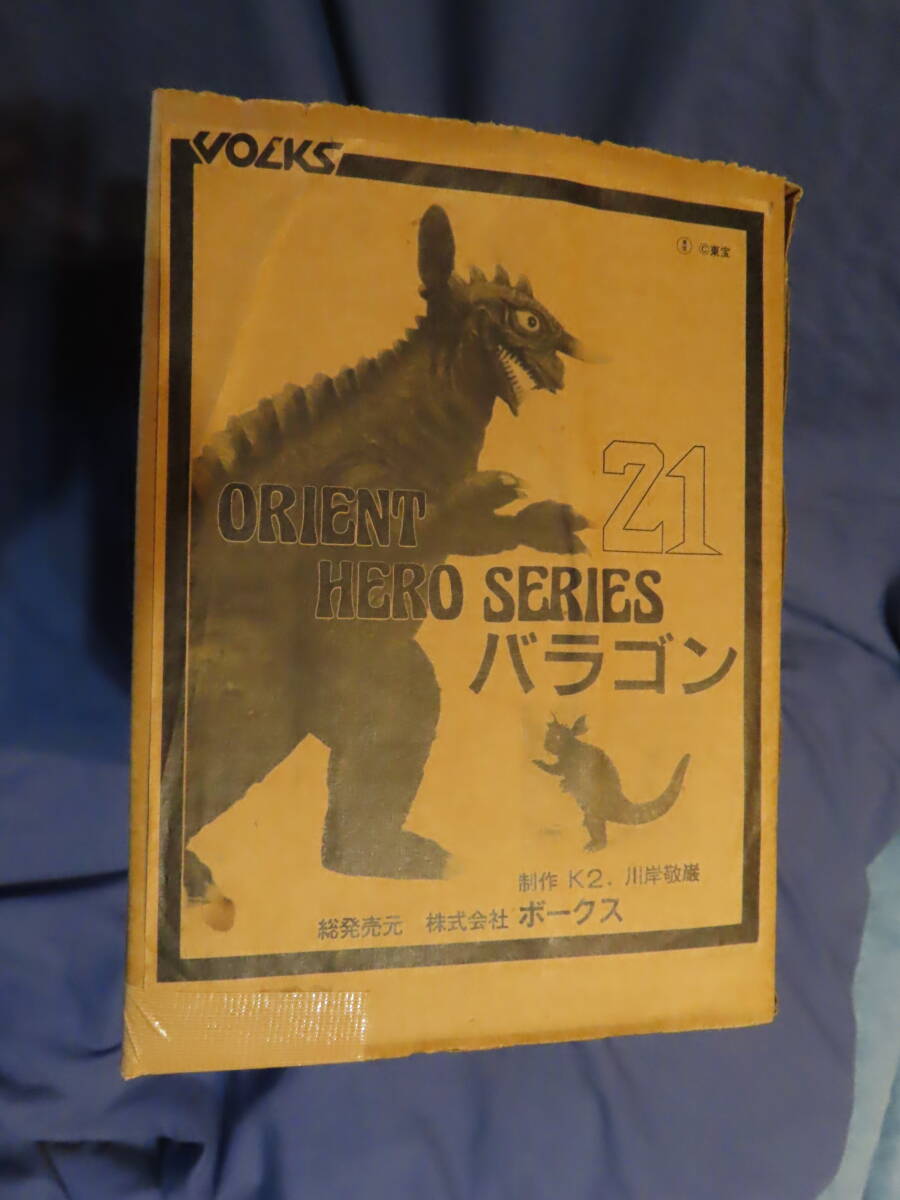 VOLKS
©東宝
21
ORIENT
HERO SERIES
バラゴン
制作 K2. 川岸敬厳
総発売元 株式会社 ボークス